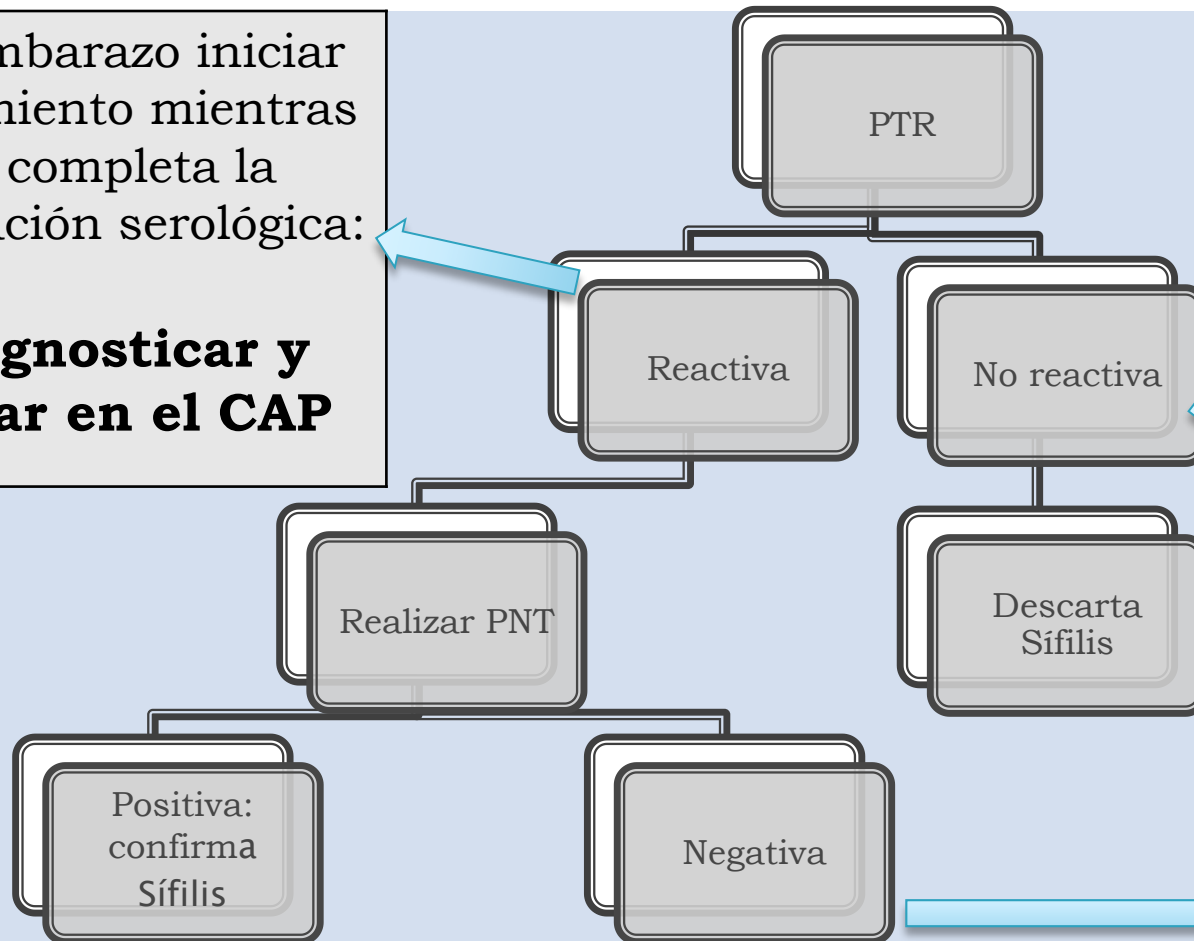 mbarazo iniciar
miento mientras
completa la
ación serológica:
gnosticar y
ar en el CAP
PTR
Reactiva
No reactiva
Realizar PNT
Descarta
Sífilis
Positiva:
confirma
Sífilis
Negativa